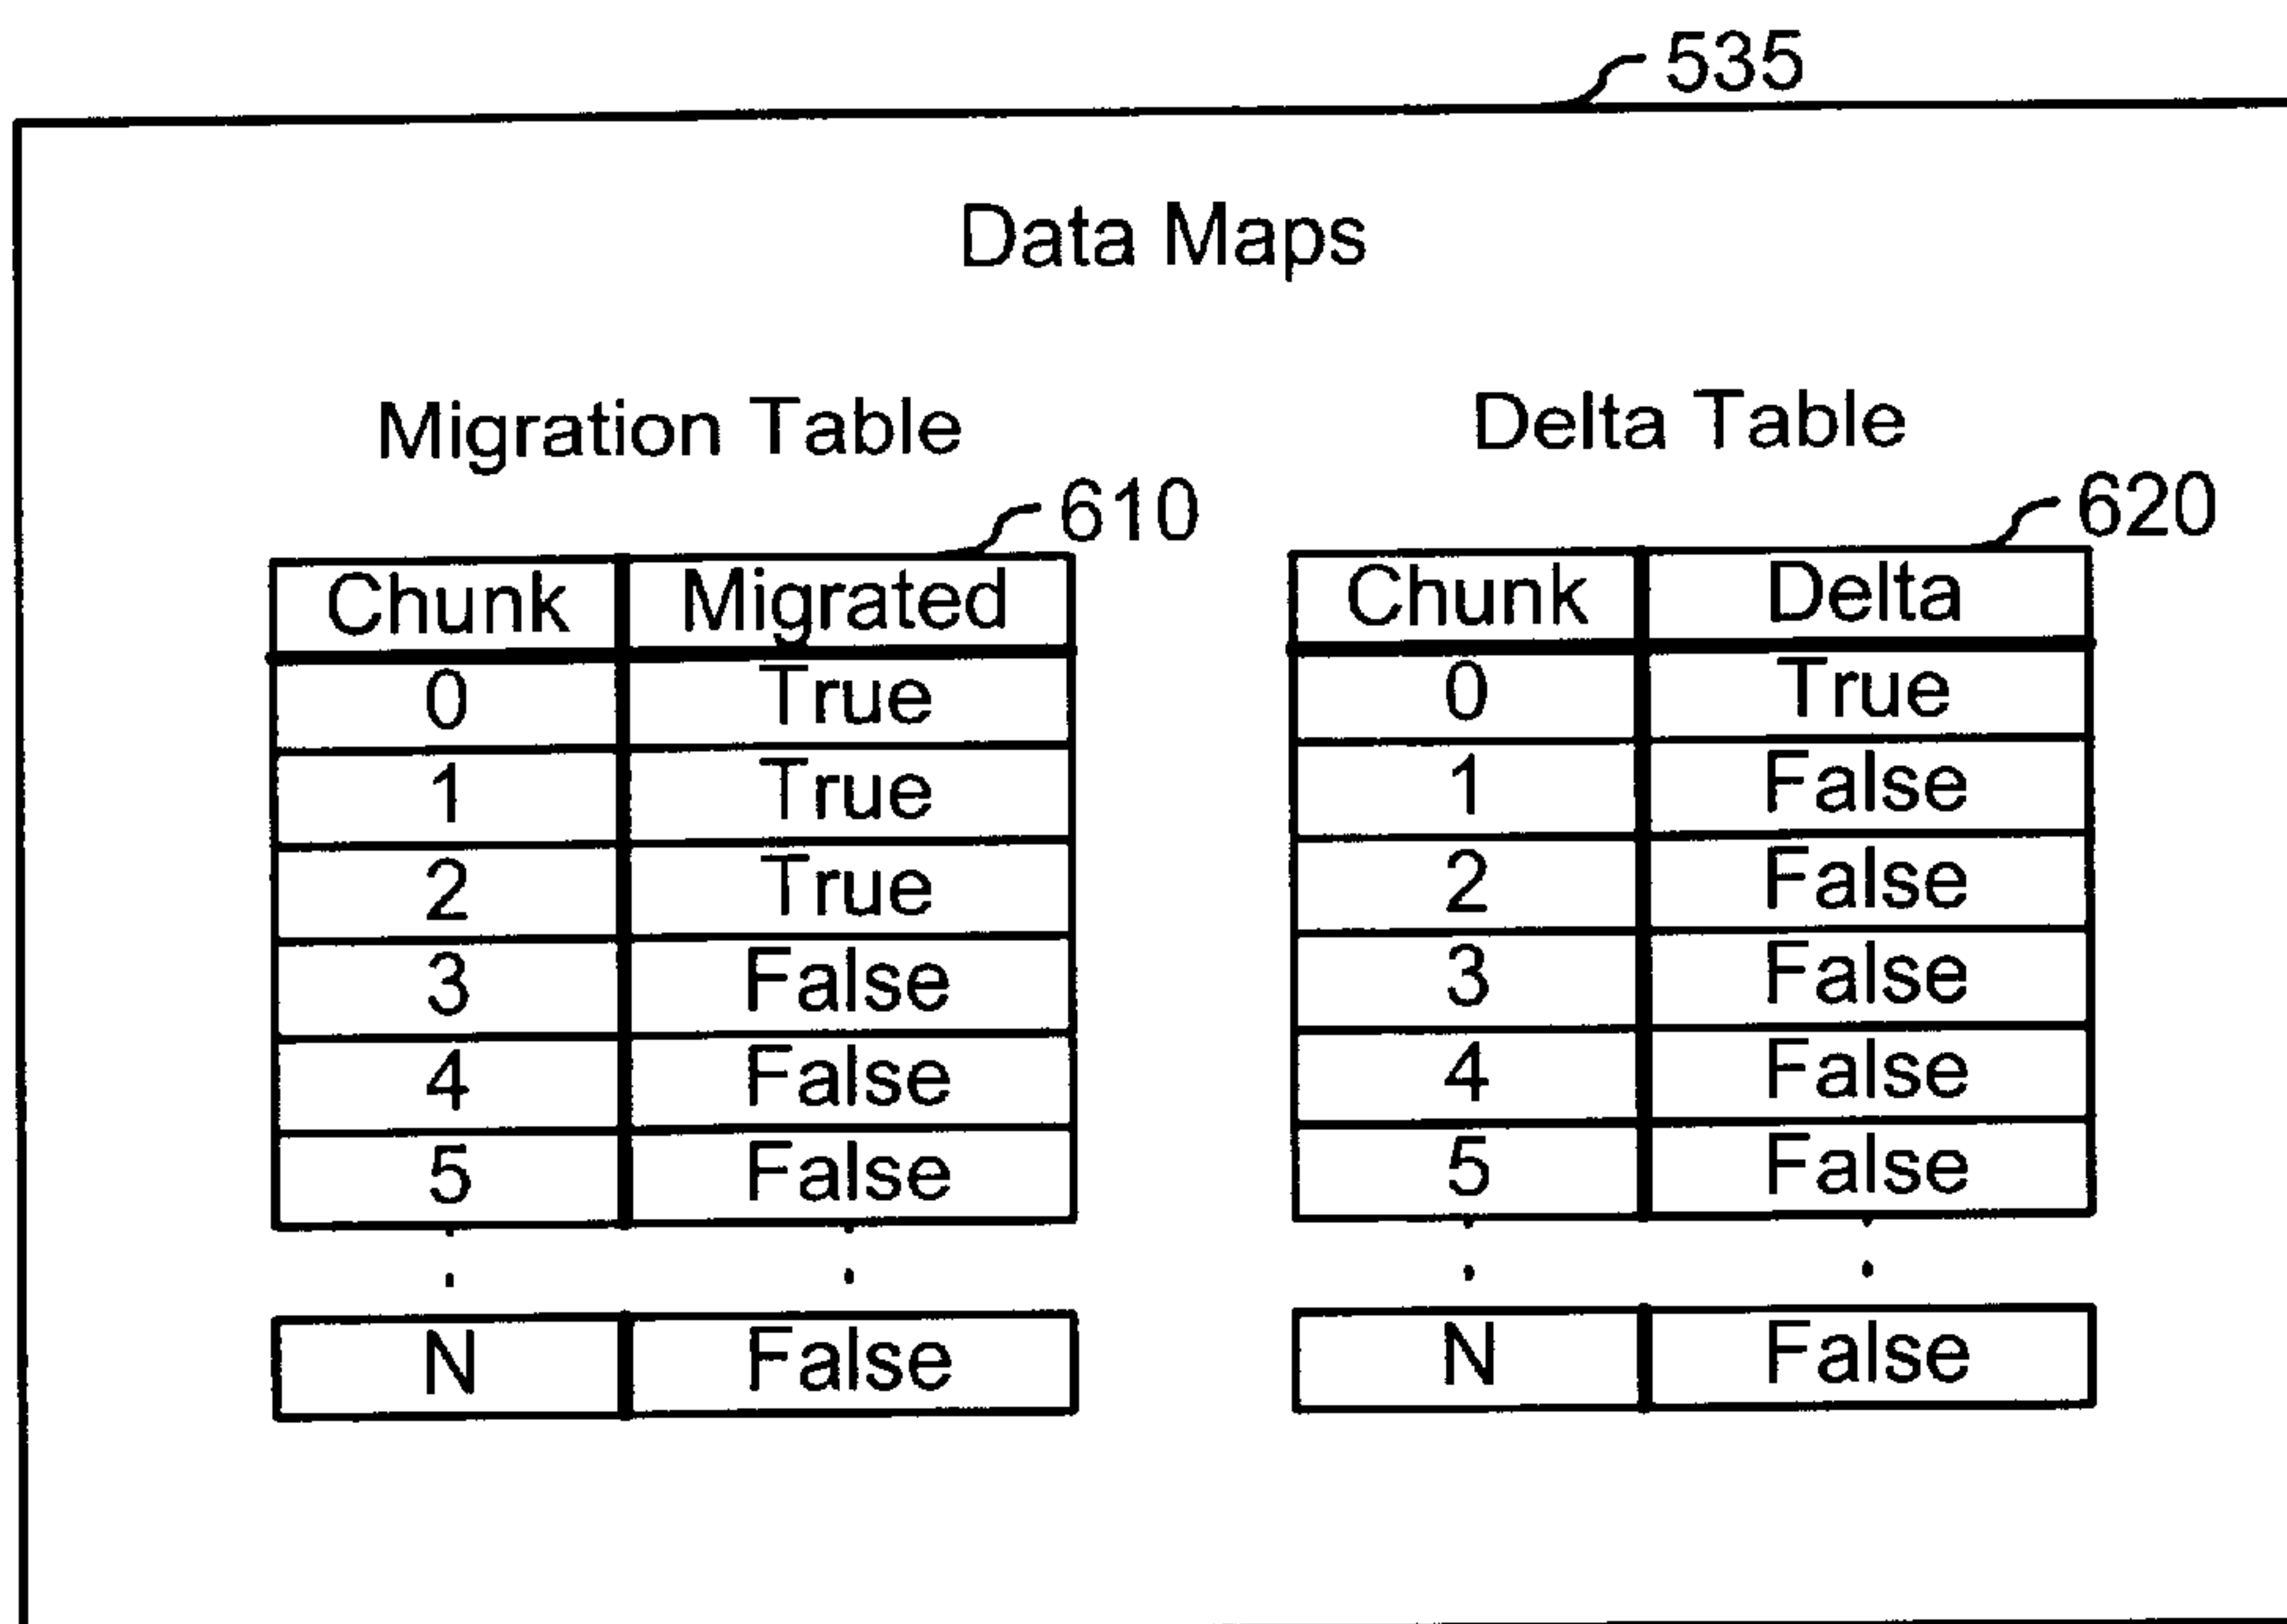 535
Data Maps
Migration Table
610
Chunk Migrated
0 True
1 True
2 True
3 False
4 False
5 False
N False
Delta Table
620
Chunk Delta
0 True
1 False
2 False
3 False
4 False
5 False
N False